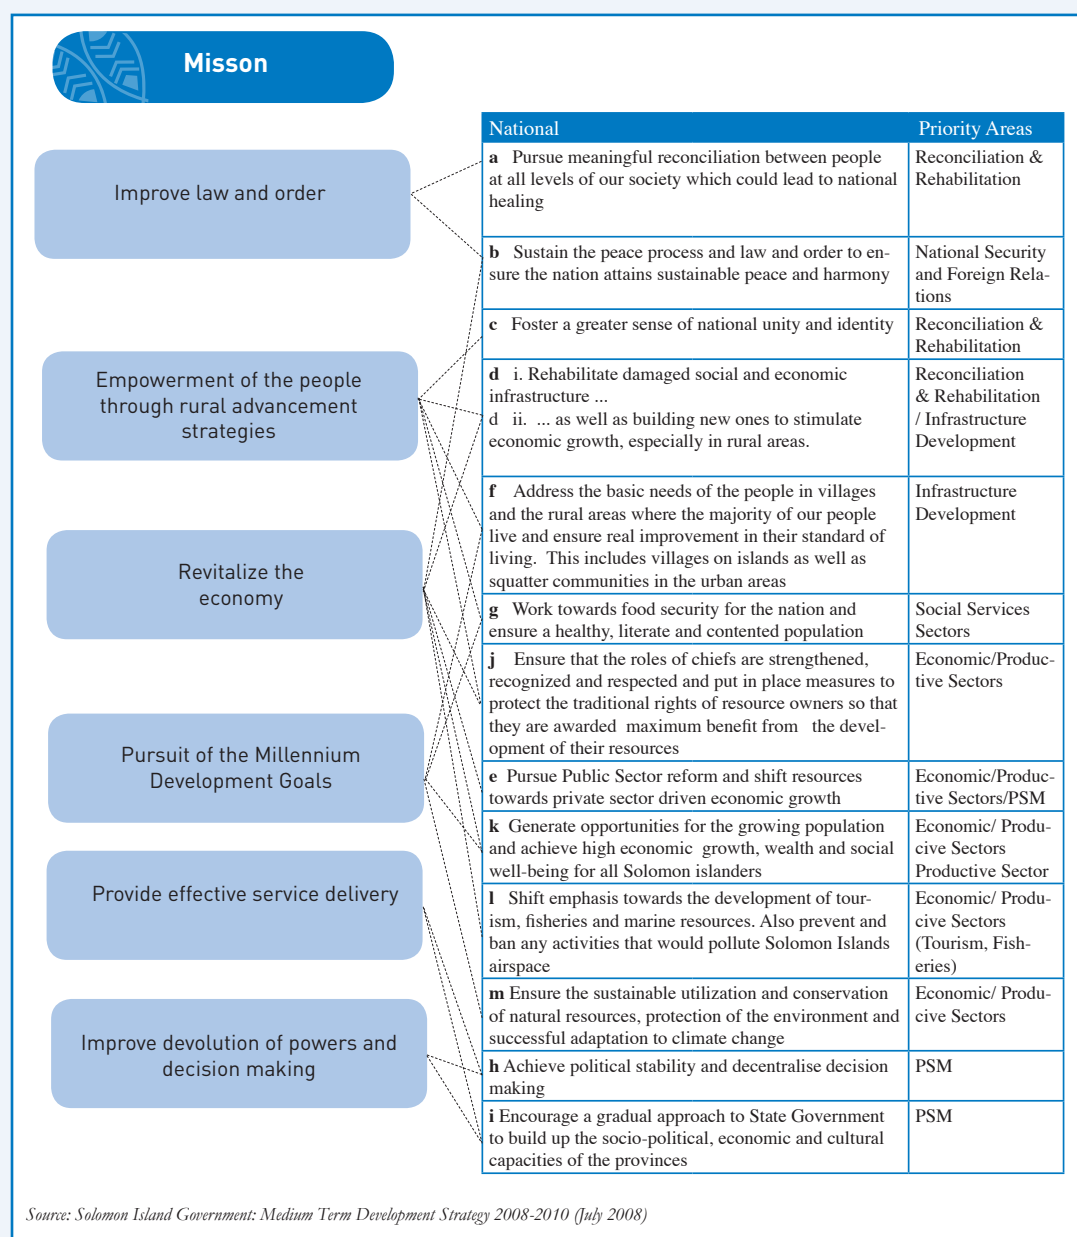 Misson
Improve law and order
Empowerment of the people
through rural advancement
strategies
Revitalize the
economy
Pursuit of the Millennium
Development Goals
Provide effective service delivery
Improve devolution of powers and
decision making
National
Priority Areas
a Pursue meaningful reconciliation between people
at all levels of our society which could lead to national
healing
Reconciliation &
Rehabilitation
b Sustain the peace process and law and order to en-
sure the nation attains sustainable peace and harmony
National Security
and Foreign Rela-
tions
c Foster a greater sense of national unity and identity
Reconciliation &
Rehabilitation
d i. Rehabilitate damaged social and economic
infrastructure ...
d ii. ... as well as building new ones to stimulate
economic growth, especially in rural areas.
Reconciliation
& Rehabilitation
/ Infrastructure
Development
f Address the basic needs of the people in villages
and the rural areas where the majority of our people
live and ensure real improvement in their standard of
living. This includes villages on islands as well as
squatter communities in the urban areas
Infrastructure
Development
g Work towards food security for the nation and
ensure a healthy, literate and contented population
Social Services
Sectors
j Ensure that the roles of chiefs are strengthened,
recognized and respected and put in place measures to
protect the traditional rights of resource owners so that
they are awarded maximum benefit from the devel-
opment of their resources
Economic/Produc-
tive Sectors
e Pursue Public Sector reform and shift resources
towards private sector driven economic growth
Economic/Produc-
tive Sectors/PSM
k Generate opportunities for the growing population
and achieve high economic growth, wealth and social
well-being for all Solomon islanders
Economic/ Produ-
cive Sectors
Productive Sector
l Shift emphasis towards the development of tour-
ism, fisheries and marine resources. Also prevent and
ban any activities that would pollute Solomon Islands
airspace
Economic/ Produ-
cive Sectors
(Tourism, Fish-
eries)
m Ensure the sustainable utilization and conservation
of natural resources, protection of the environment and
successful adaptation to climate change
Economic/ Produ-
cive Sectors
h Achieve political stability and decentralise decision
making
PSM
i Encourage a gradual approach to State Government
to build up the socio-political, economic and cultural
capacities of the provinces
PSM
Source: Solomon Island Government: Medium Term Development Strategy 2008-2010 (July 2008)